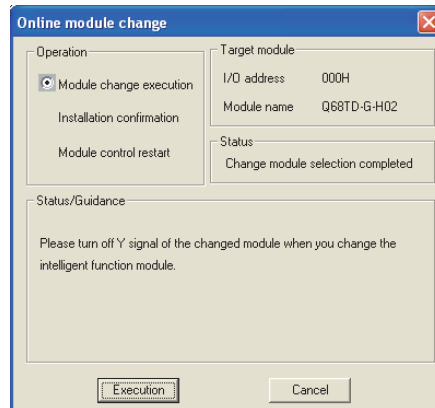 Online module change
Operation
Module change execution
Installation confirmation
Module control restart
Target module
I/O address 000H
Module name Q68TD-G-H02
Status
Change module selection completed
Status/Guidance
Please turn off Y signal of the changed module when you change the
intelligent function module.
Execution Cancel